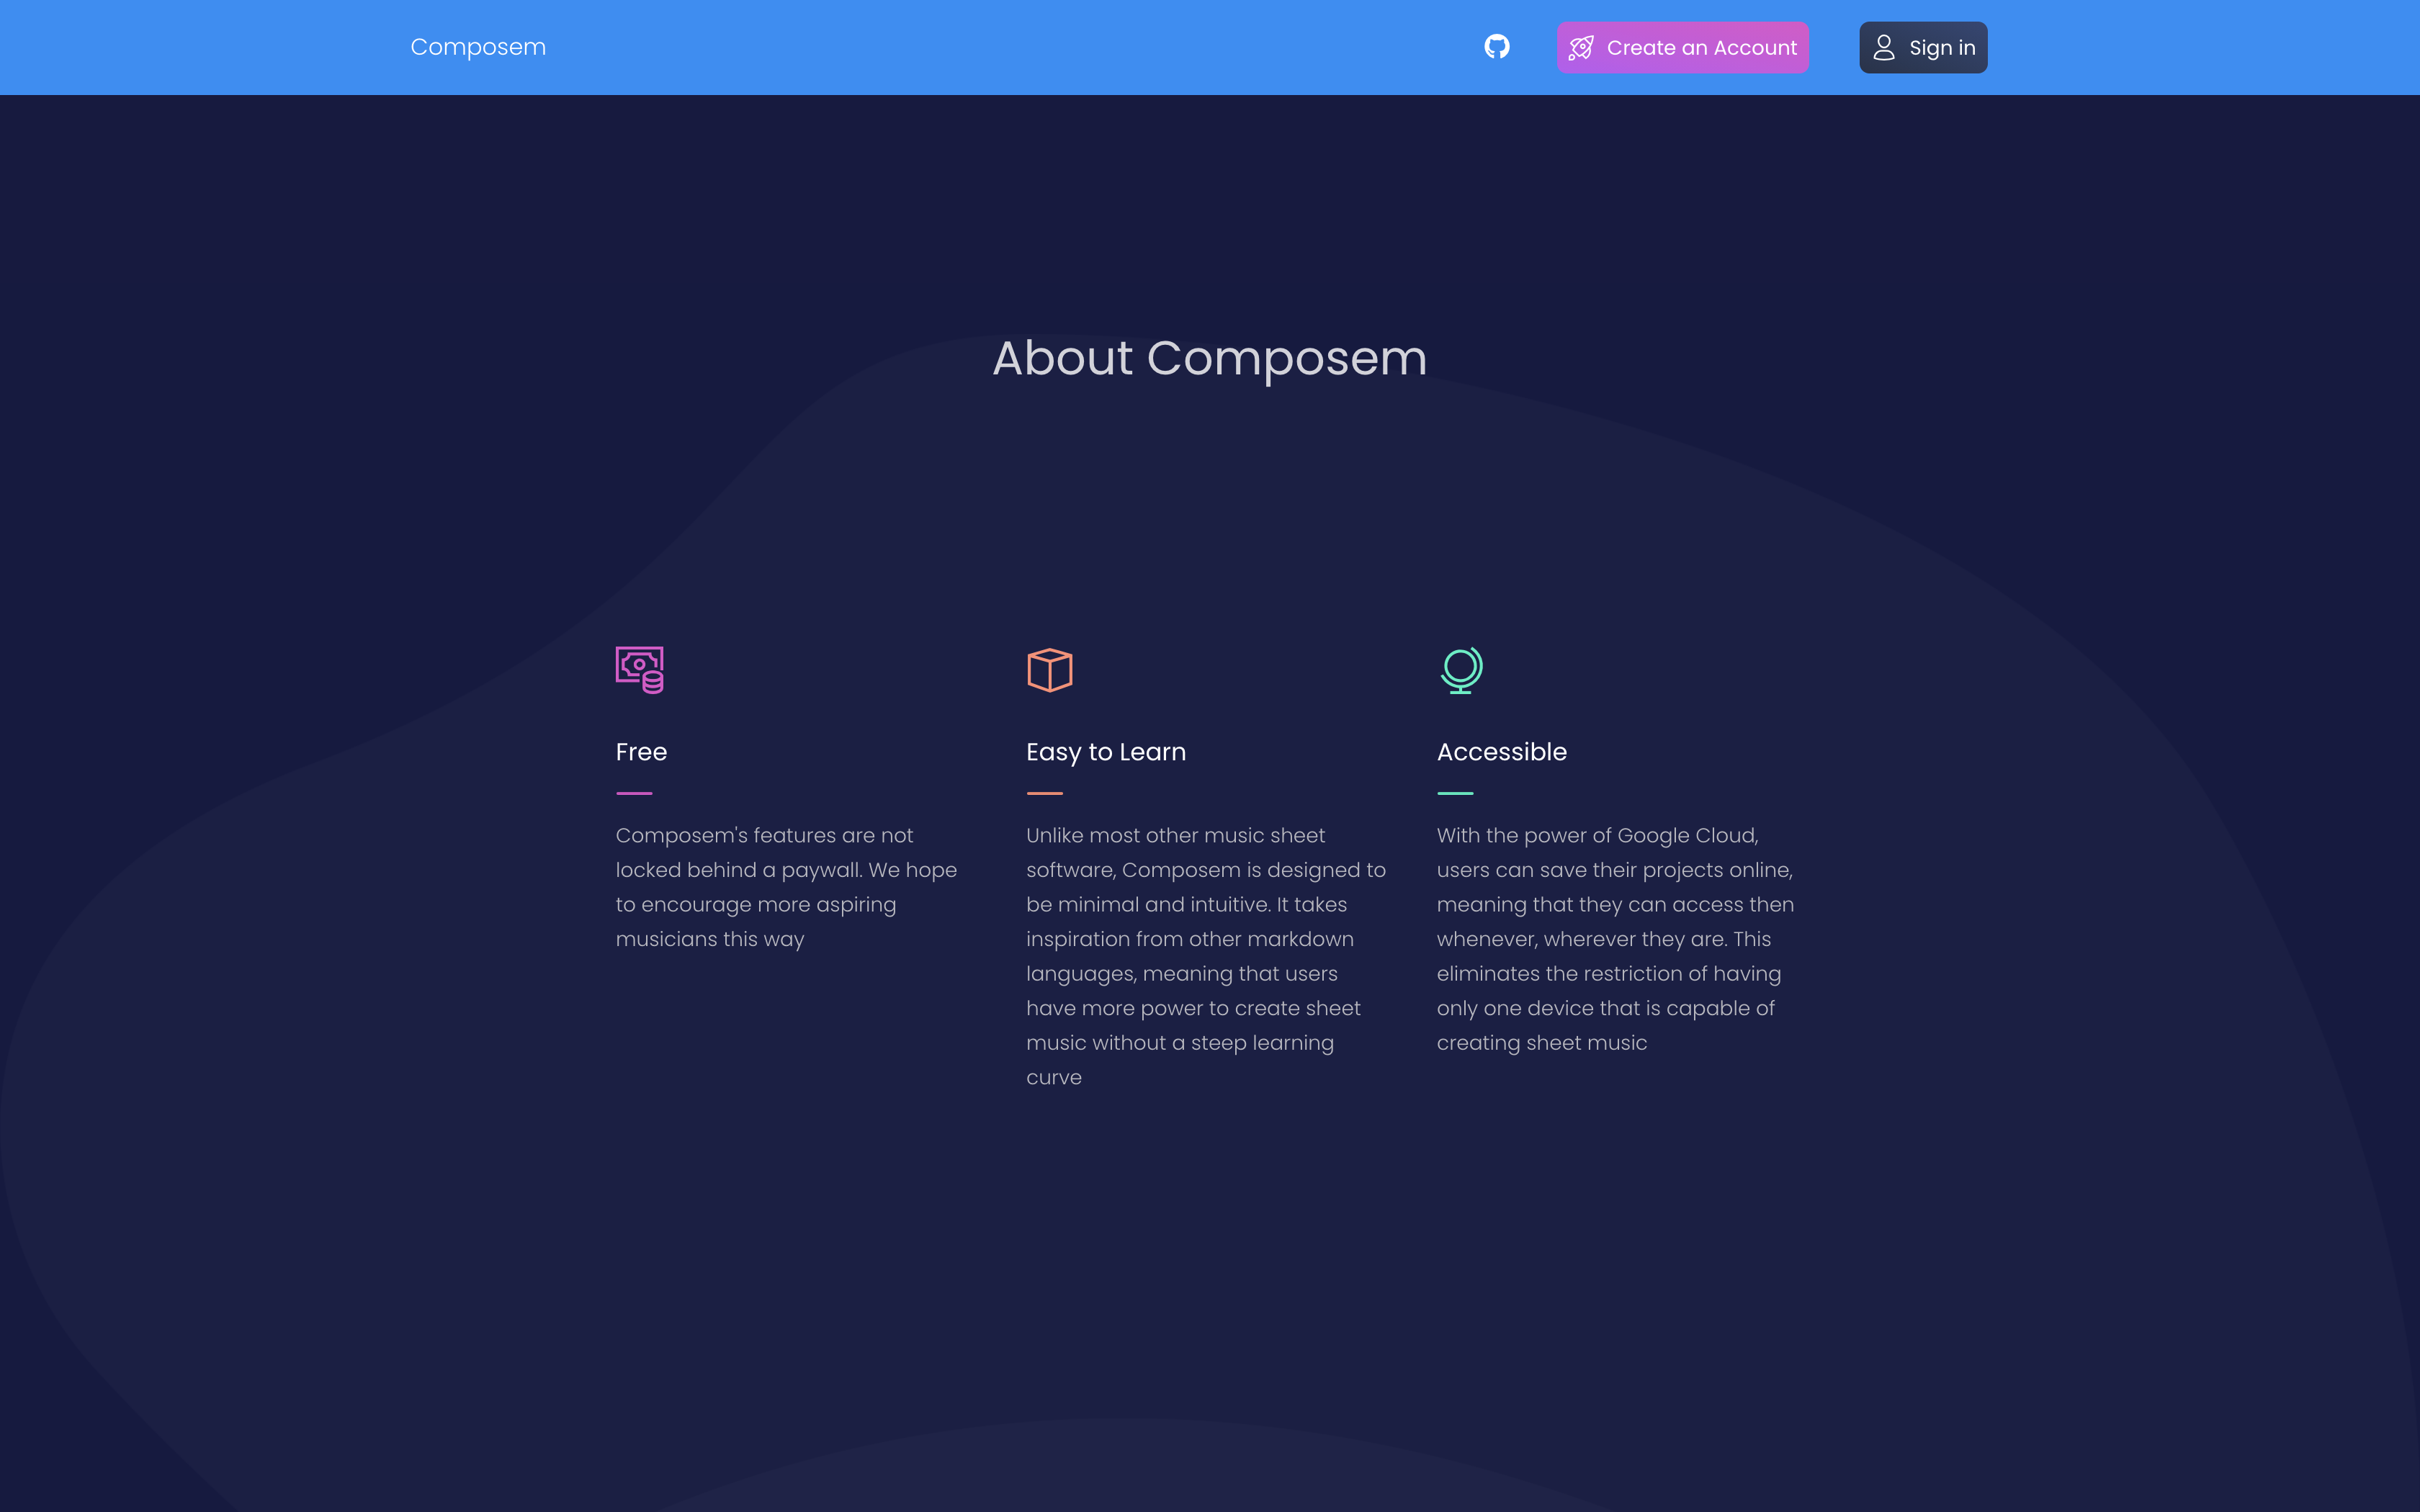 Composem
Create an Account
Sign in
About Composem
Free
Composem's features are not
locked behind a paywall. We hope
to encourage more aspiring
musicians this way
Easy to Learn
Unlike most other music sheet
software, Composem is designed to
be minimal and intuitive. It takes
inspiration from other markdown
languages, meaning that users
have more power to create sheet
music without a steep learning
curve
Accessible
With the power of Google Cloud,
users can save their projects online,
meaning that they can access then
whenever, wherever they are. This
eliminates the restriction of having
only one device that is capable of
creating sheet music